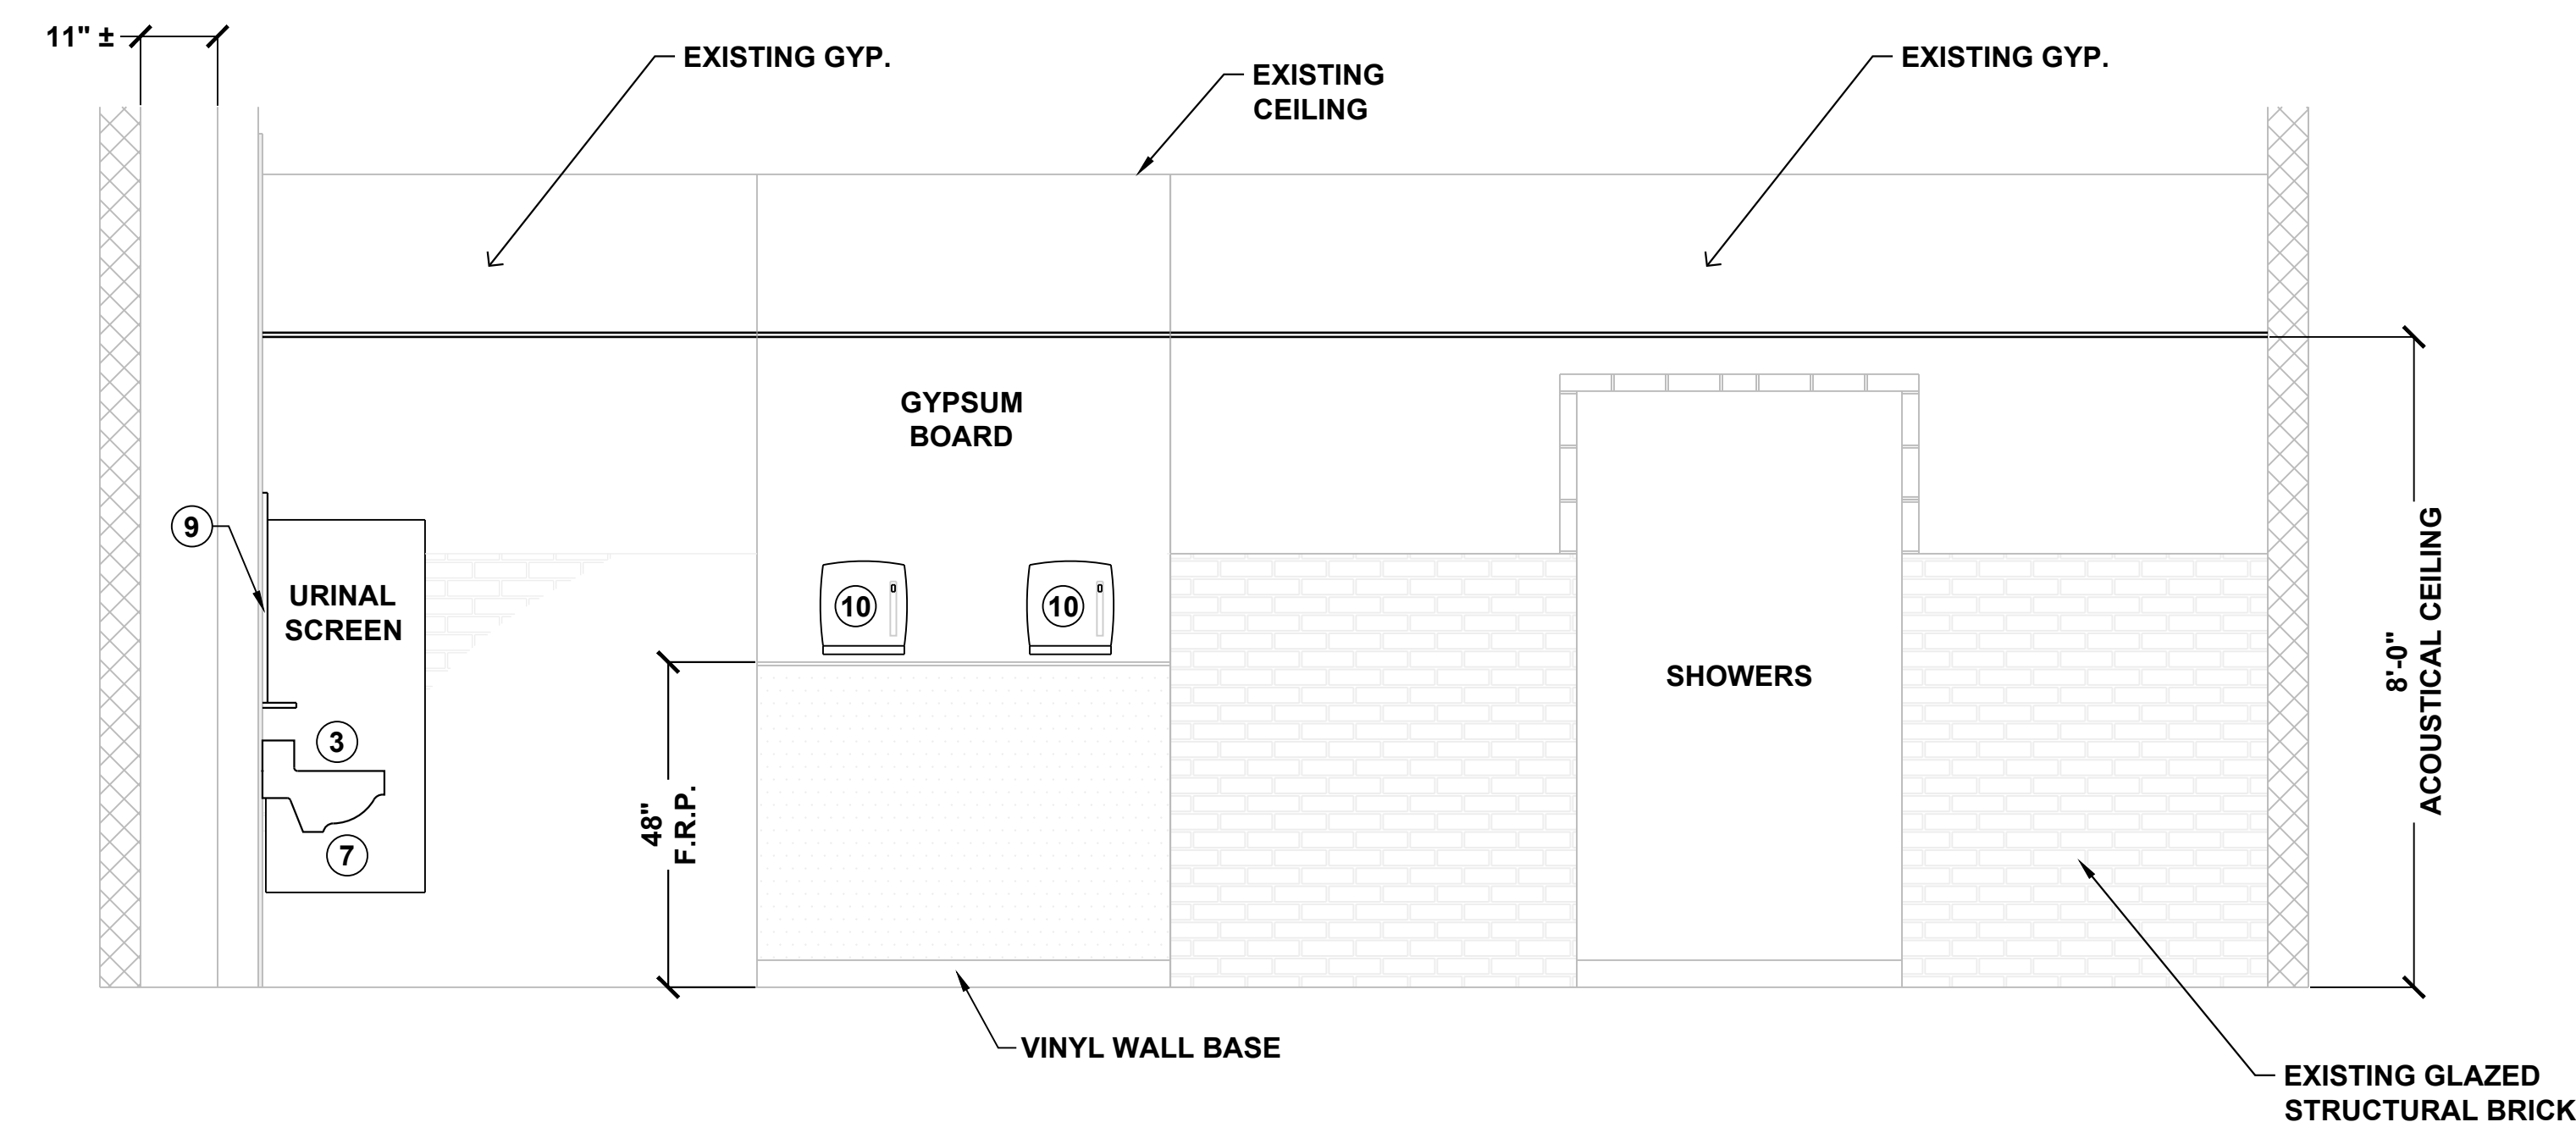 11" ±
EXISTING GYP.
EXISTING
CEILING
EXISTING GYP.
GYPSUM
BOARD
9
URINAL
SCREEN
10
10
3
7
48"
F.R.P.
SHOWERS
8'-0"
ACOUSTICAL CEILING
VINYL WALL BASE
EXISTING GLAZED
STRUCTURAL BRICK